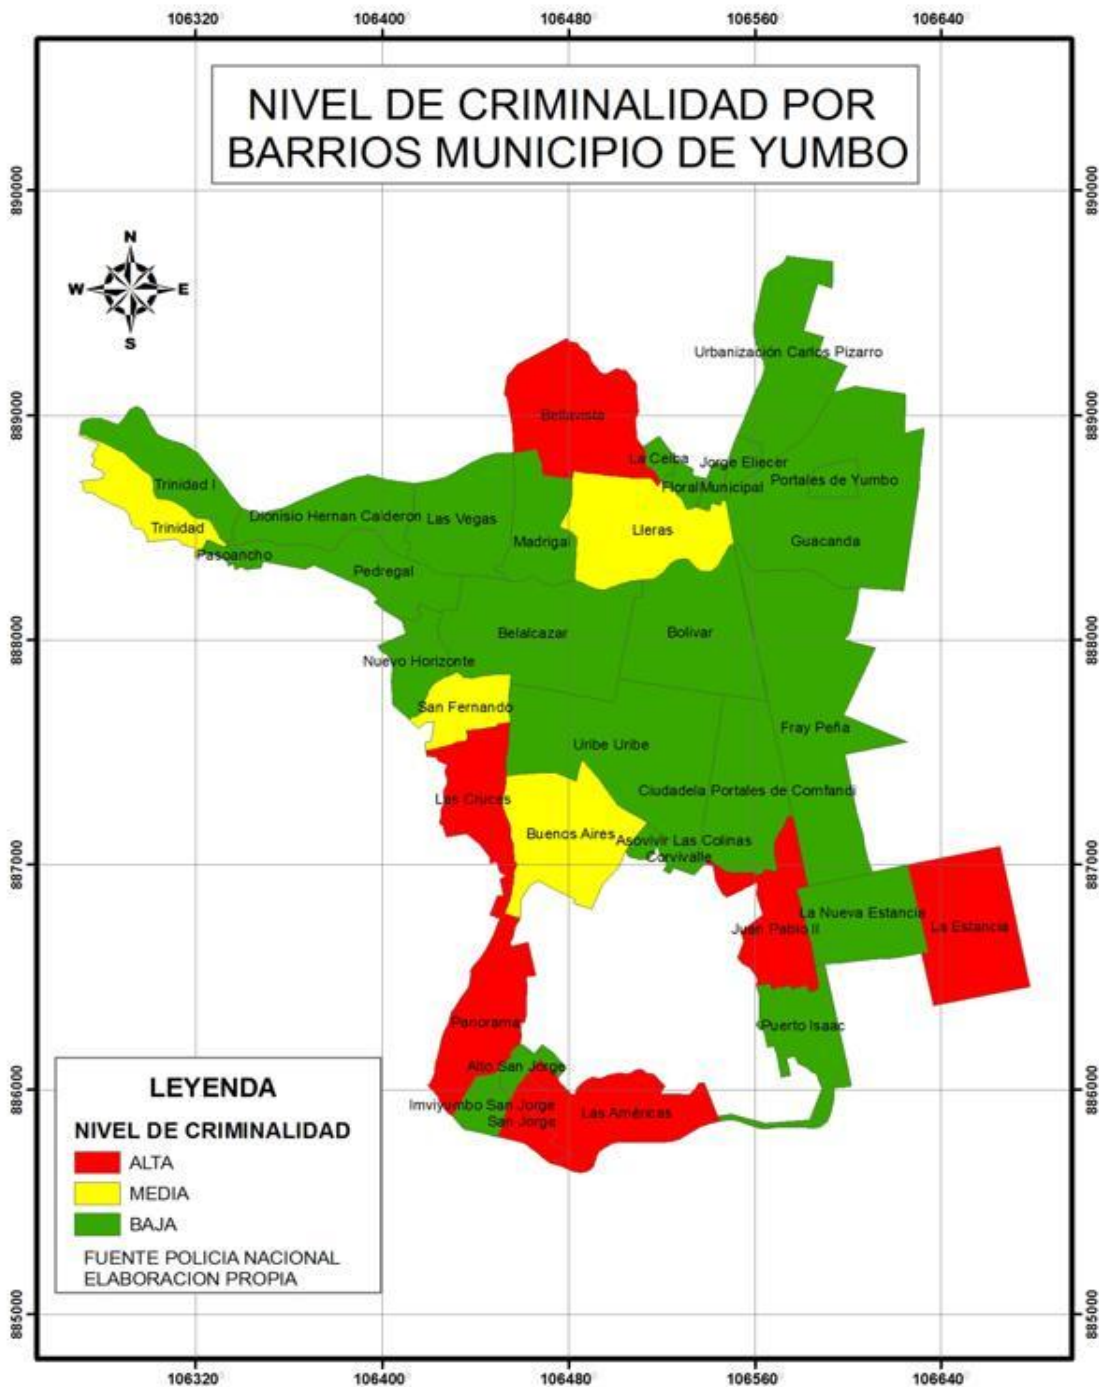 106320 106400 106480 106560 106640
NIVEL DE CRIMINALIDAD POR
BARRIOS MUNICIPIO DE YUMBO
890000 890000
N
W E
S
Urbanización Carlos Pizarro
889000 889000
Bellavista
La Ceiba
Jorge Eliecer
Portales de Yumbo
Trinidad I
Floral Municipal
Dionisio Hernan Calderon
Las Vegas
Trinidad
Lleras
Madrigal
Guacanda
Pasoancho
Pedregal
888000 888000
Belalcazar
Bolivar
Nuevo Horizonte
San Fernando
Fray Peña
Uribe Uribe
Ciudadela Portales de Comfandi
Las Cruces
Buenos Aires
Asovivir Las Colinas
Corvivalle
887000 887000
La Nueva Estancia
Juan Pablo II
La Estancia
Panorama
Puerto Isaac
Alto San Jorge
886000 886000
Imviyumbo San Jorge
Las Américas
San Jorge
LEYENDA
NIVEL DE CRIMINALIDAD
ALTA
MEDIA
BAJA
FUENTE POLICIA NACIONAL
ELABORACION PROPIA
885000 885000
106320 106400 106480 106560 106640